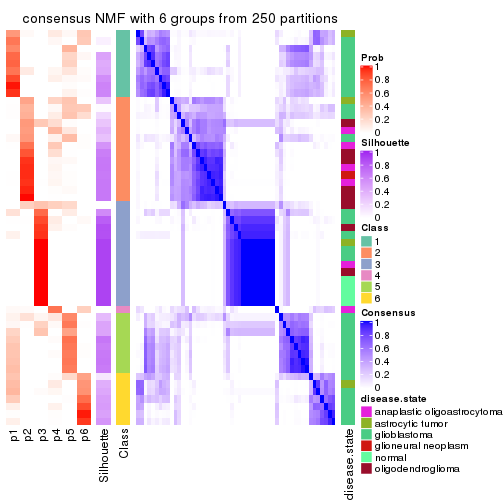 consensus NMF with 6 groups from 250 partitions
Prob
1
0.8
0.6
0.4
0.2
0
Silhouette
1
0.8
0.6
0.4
0.2
0
Class
1
2
3
4
5
6
Consensus
1
0.8
0.6
0.4
0.2
0
disease.state
anaplastic oligoastrocytoma
astrocytic tumor
glioblastoma
glioneural neoplasm
normal
oligodendroglioma
p1
p2
p3
p4
p5
p6
Silhouette
Class
disease.state